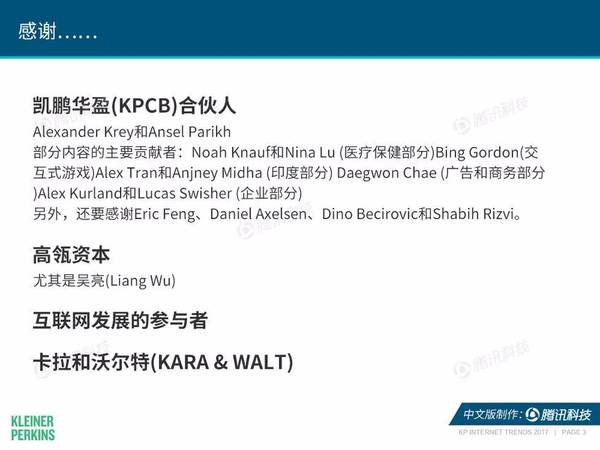 感谢……
凯鹏华盈(KPCB)合伙人
Alexander Krey和Ansel Parikh
部分内容的主要贡献者：Noah Knauf和Nina Lu (医疗保健部分)Bing Gordon(交
互式游戏)Alex Tran和Anjney Midha (印度部分) Daegwon Chae (广告和商务部分
)Alex Kurland和Lucas Swisher (企业部分)
另外，还要感谢Eric Feng、Daniel Axelsen、Dino Becirovic和Shabih Rizvi。
高瓴资本
尤其是吴亮(Liang Wu)
互联网发展的参与者
卡拉和沃尔特(KARA & WALT)
KLEINER
PERKINS
中文版制作：腾讯科技
KP INTERNET TRENDS 2017 | PAGE 3
腾讯科技
腾讯科技
腾讯科技
腾讯科技
腾讯科技